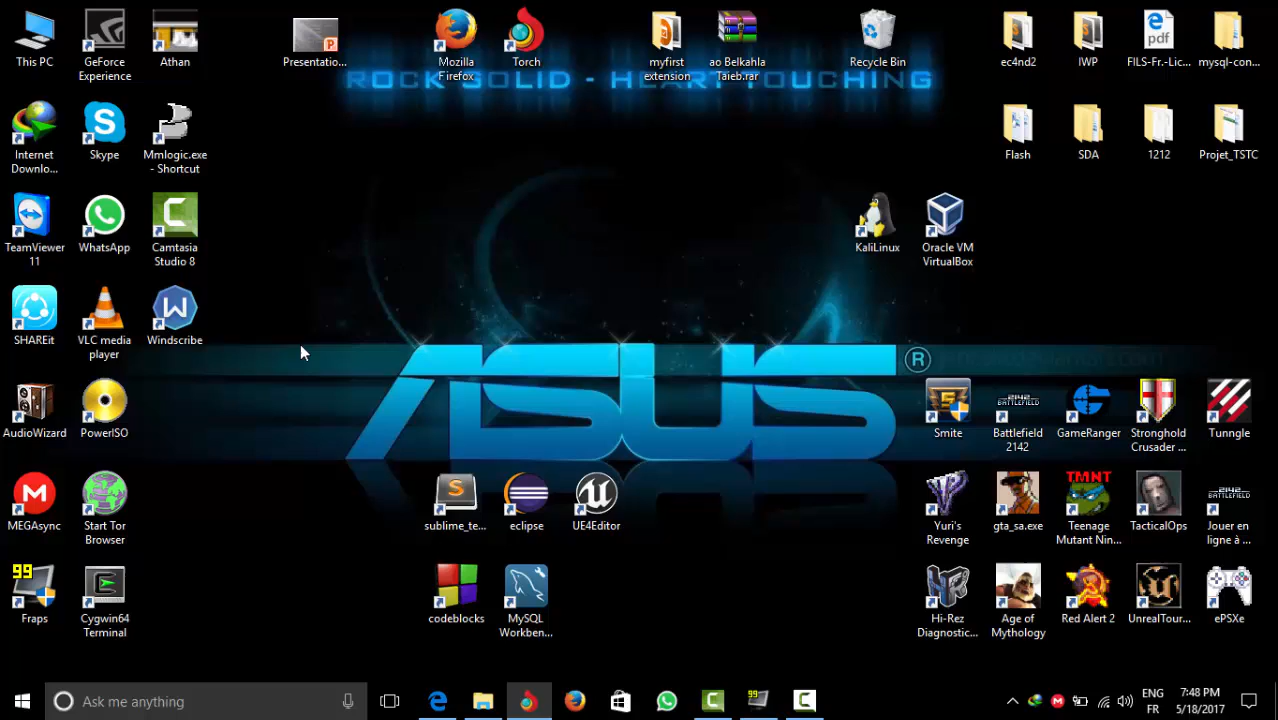 ROCK SOLID - HEART TOUCHING
This PC
GeForce
Experience
Athan
Presentatio...
Mozilla
Firefox
Torch
myfirst
extension
ao Belkahla
Taieb.rar
Recycle Bin
ec4nd2
IWP
FILS-Fr.-Lic...
mysql-con...
Internet
Downlo...
Skype
Mmlogic.exe
- Shortcut
Flash
SDA
1212
Projet_TSTC
TeamViewer
11
WhatsApp
Camtasia
Studio 8
KaliLinux
Oracle VM
VirtualBox
SHAREit
VLC media
player
Windscribe
ASUS ®
AudioWizard
PowerISO
Smite
Battlefield
2142
GameRanger
Stronghold
Crusader ...
Tunngle
MEGAsync
Start Tor
Browser
sublime_te...
eclipse
UE4Editor
Yuri's
Revenge
gta_sa.exe
TMNT
Teenage
Mutant Nin...
TacticalOps
Jouer en
ligne à ...
99
Fraps
Cygwin64
Terminal
codeblocks
MySQL
Workben...
Hi-Rez
Diagnostic...
Age of
Mythology
Red Alert 2
UnrealTour...
ePSXe
Ask me anything
ENG
FR
7:48 PM
5/18/2017